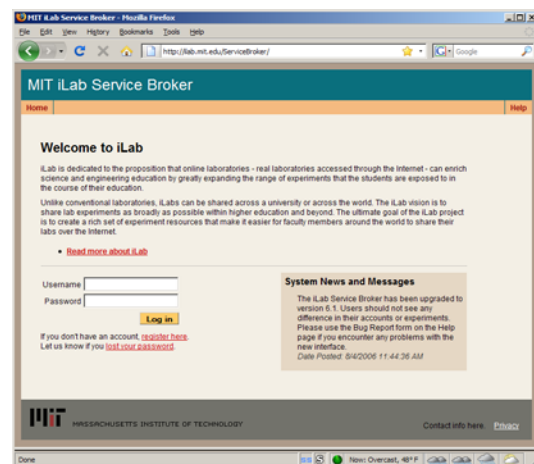 MIT iLab Service Broker - Mozilla Firefox
File Edit View History Bookmarks Tools Help
http://ilab.mit.edu/ServiceBroker/
Google
MIT iLab Service Broker
Home Help
Welcome to iLab
iLab is dedicated to the proposition that online laboratories - real laboratories accessed through the Internet - can enrich
science and engineering education by greatly expanding the range of experiments that the students are exposed to in
the course of their education.
Unlike conventional laboratories, iLabs can be shared across a university or across the world. The iLab vision is to
share lab experiments as broadly as possible within higher education and beyond. The ultimate goal of the iLab project
is to create a rich set of experiment resources that make it easier for faculty members around the world to share their
labs over the Internet.
• Read more about iLab
Username
Password
Log in
If you don't have an account, register here.
Let us know if you lost your password.
System News and Messages
The iLab Service Broker has been upgraded to
version 6.1. Users should not see any
difference in their accounts or experiments.
Please use the Bug Report form on the Help
page if you encounter any problems with the
new interface.
Date Posted: 8/4/2006 11:44:36 AM
MIT MASSACHUSETTS INSTITUTE OF TECHNOLOGY
Contact info here. Privacy
Done
Now: Overcast, 48° F